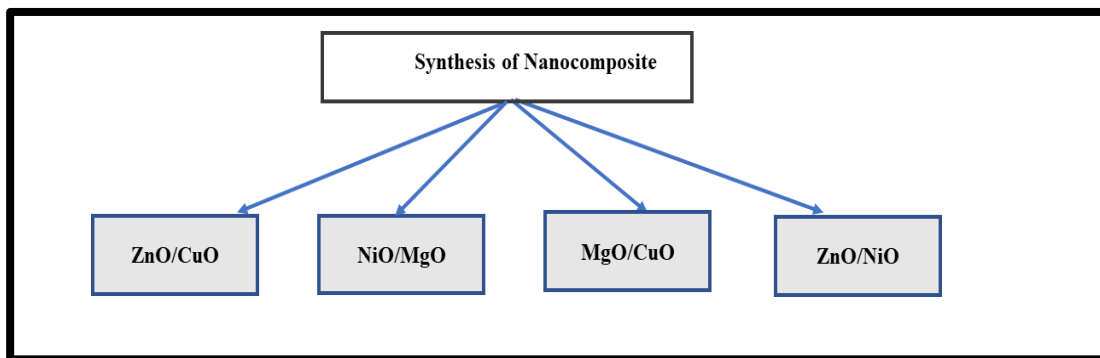 Synthesis of Nanocomposite
ZnO/CuO
NiO/MgO
MgO/CuO
ZnO/NiO